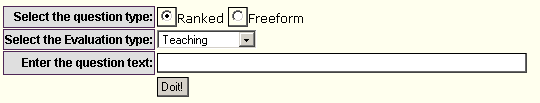 Select the question type: Ranked Freeform
Select the Evaluation type: Teaching
Enter the question text:
Doit!